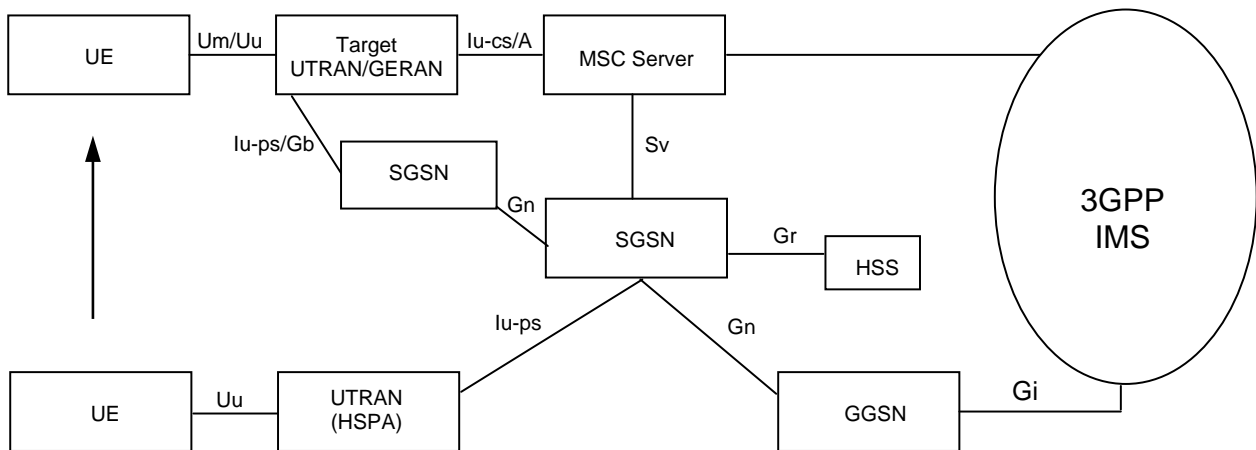 UE
Um/Uu
Target
UTRAN/GERAN
Iu-cs/A
MSC Server
Iu-ps/Gb
SGSN
Sv
Gn
SGSN
Gr
HSS
3GPP
IMS
Iu-ps
Gn
UE
Uu
UTRAN
(HSPA)
GGSN
Gi